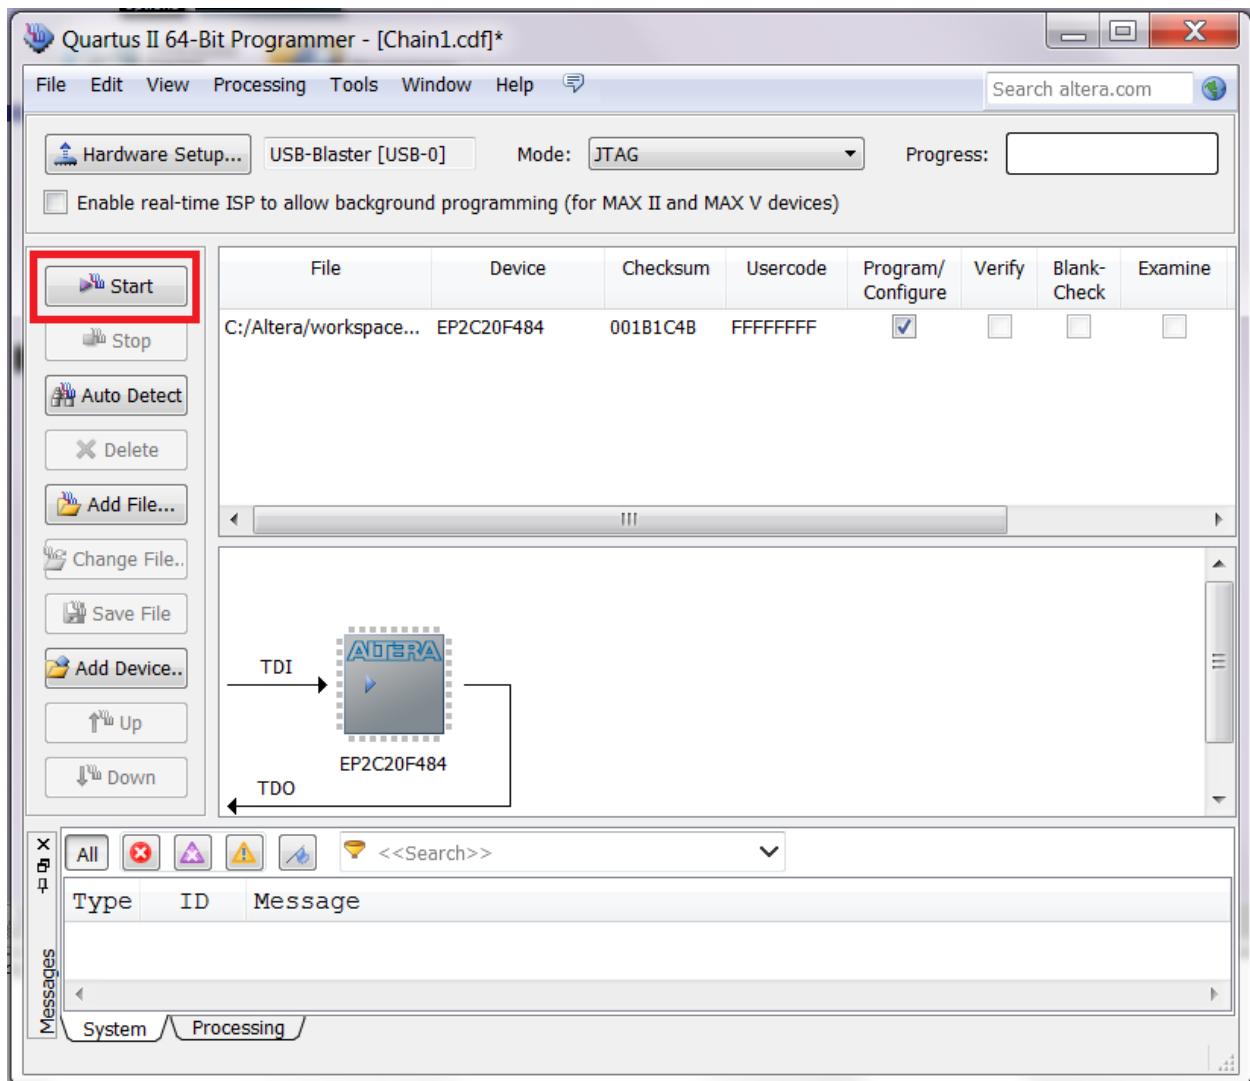 Quartus II 64-Bit Programmer - [Chain1.cdf]*
File Edit View Processing Tools Window Help
Search altera.com
Hardware Setup... USB-Blaster [USB-0] Mode: JTAG Progress:
Enable real-time ISP to allow background programming (for MAX II and MAX V devices)
Start
Stop
Auto Detect
Delete
Add File...
Change File..
Save File
Add Device..
Up
Down
File Device Checksum Usercode Program/ Verify Blank- Examine
Configure Check
C:/Altera/workspace... EP2C20F484 001B1C4B FFFFFFFF
TDI
ALTERA
EP2C20F484
TDO
Messages
All <<Search>>
Type ID Message
System Processing